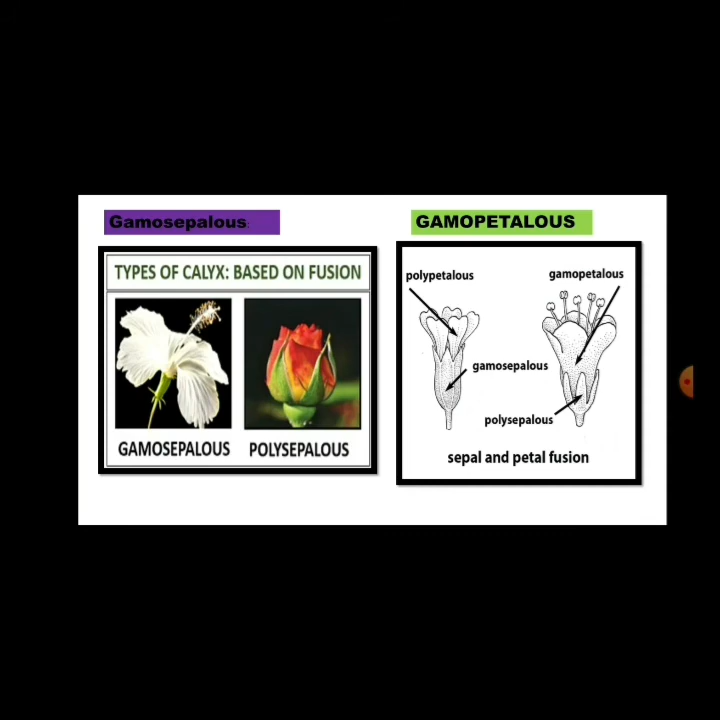 Gamosepalous:
GAMOPETALOUS
TYPES OF CALYX: BASED ON FUSION
GAMOSEPALOUS
POLYSEPALOUS
polypetalous
gamopetalous
gamosepalous
polysepalous
sepal and petal fusion